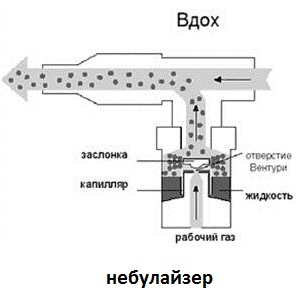 Вдох
заслонка
отверстие
Вентури
капилляр
жидкость
рабочий газ
небулайзер